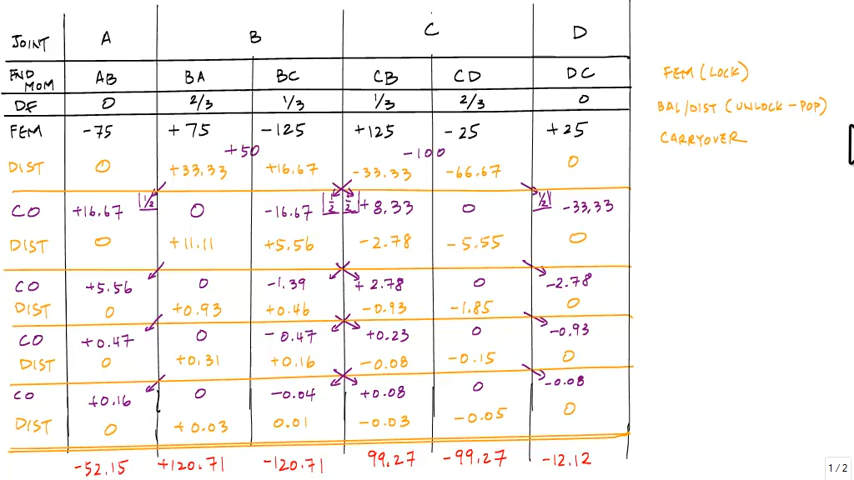 JOINT A B C D
END MOM AB BA BC CB CD DC
DF 0 2/3 1/3 1/3 2/3 0
FEM -75 +75 -125 +125 -25 +25
+50 -100
DIST 0 +33.33 +16.67 -33.33 -66.67 0
CO +16.67 1/2 0 -16.67 1/2 1/2 +8.33 0 1/2 -33.33
DIST 0 +11.11 +5.56 -2.78 -5.55 0
CO +5.56 0 -1.39 +2.78 0 -2.78
DIST 0 +0.93 +0.46 -0.93 -1.85 0
CO +0.47 0 -0.47 +0.23 0 -0.93
DIST 0 +0.31 +0.16 -0.08 -0.15 0
CO +0.16 0 -0.04 +0.08 0 -0.08
DIST 0 +0.03 0.01 -0.03 -0.05 0
-52.15 +120.71 -120.71 99.27 -99.27 -12.12
FEM (LOCK)
BAL/DIST (UNLOCK-POP)
CARRYOVER
1/2